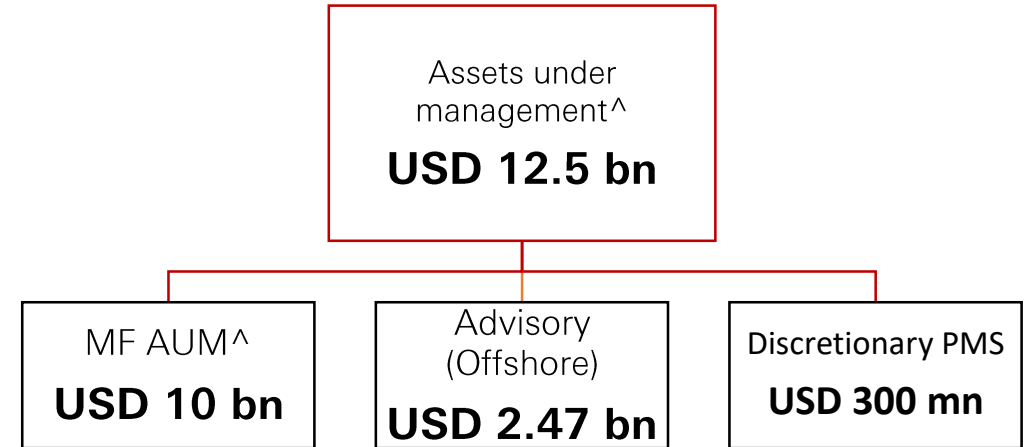 Assets under
management^
USD 12.5 bn
MF AUM^
USD 10 bn
Advisory
(Offshore)
USD 2.47 bn
Discretionary PMS
USD 300 mn